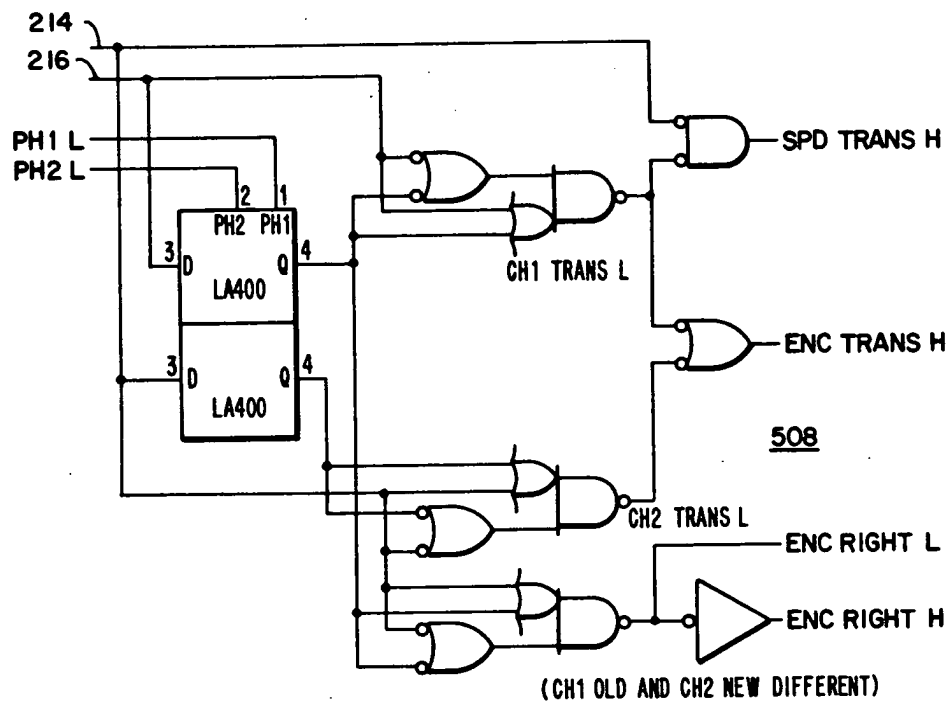 214
216
PH1 L
PH2 L
2 1
PH2 PH1
3 D Q 4
LA400
3 D Q 4
LA400
CH1 TRANS L
SPD TRANS H
ENC TRANS H
508
CH2 TRANS L
ENC RIGHT L
ENC RIGHT H
(CH1 OLD AND CH2 NEW DIFFERENT)